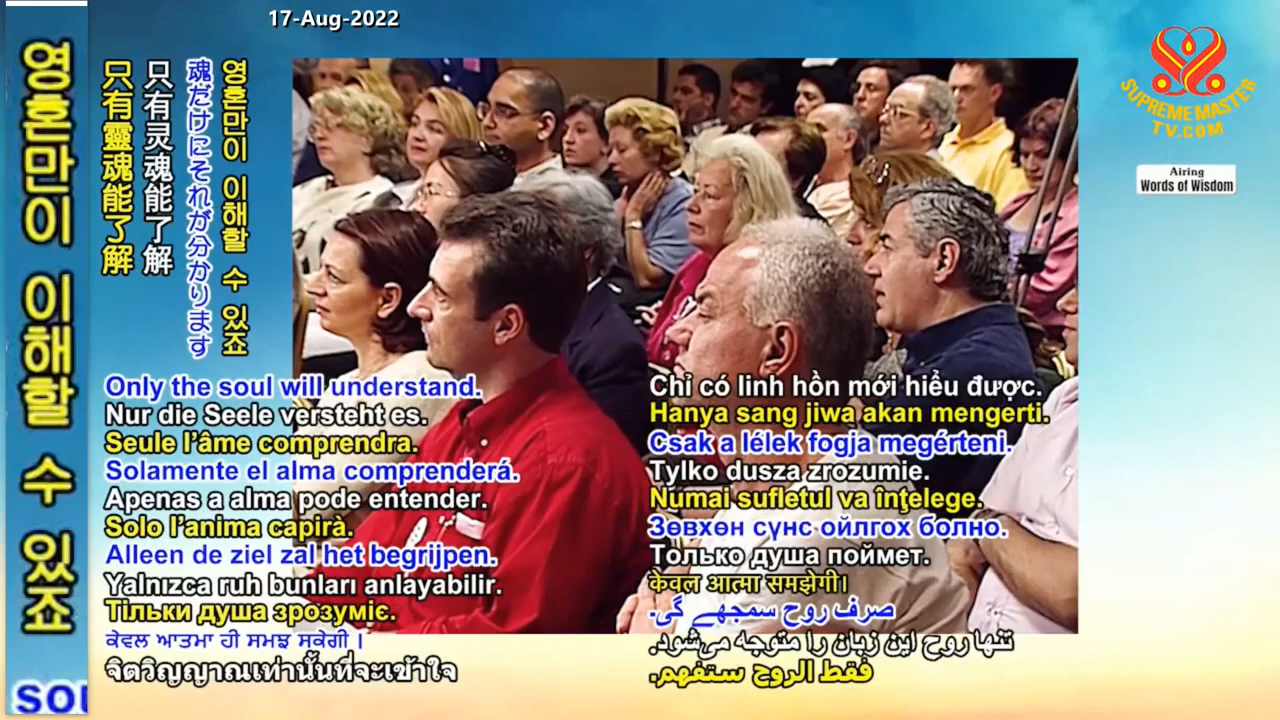 17-Aug-2022
영혼만이 이해할 수 있죠
SOU
只有靈魂能了解
只有灵魂能了解
魂だけにそれが分かります
영혼만이 이해할 수 있죠
SUPREME MASTER
TV.COM
Airing
Words of Wisdom
Only the soul will understand.
Nur die Seele versteht es.
Seule l'âme comprendra.
Solamente el alma comprenderá.
Apenas a alma pode entender.
Solo l'anima capirà.
Alleen de ziel zal het begrijpen.
Yalnızca ruh bunları anlayabilir.
Тільки душа зрозуміє.
ਕੇਵਲ ਆਤਮਾ ਹੀ ਸਮਝ ਸਕੇਗੀ।
จิตวิญญาณเท่านั้นที่จะเข้าใจ
Chỉ có linh hồn mới hiểu được.
Hanya sang jiwa akan mengerti.
Csak a lélek fogja megérteni.
Tylko dusza zrozumie.
Numai sufletul va înţelege.
Зөвхөн сүнс ойлгох болно.
Только душа поймет.
केवल आत्मा समझेगी।
صرف روح سمجھے گی.
تنها روح این زبان را متوجه می‌شود.
فقط الروح ستفهم.